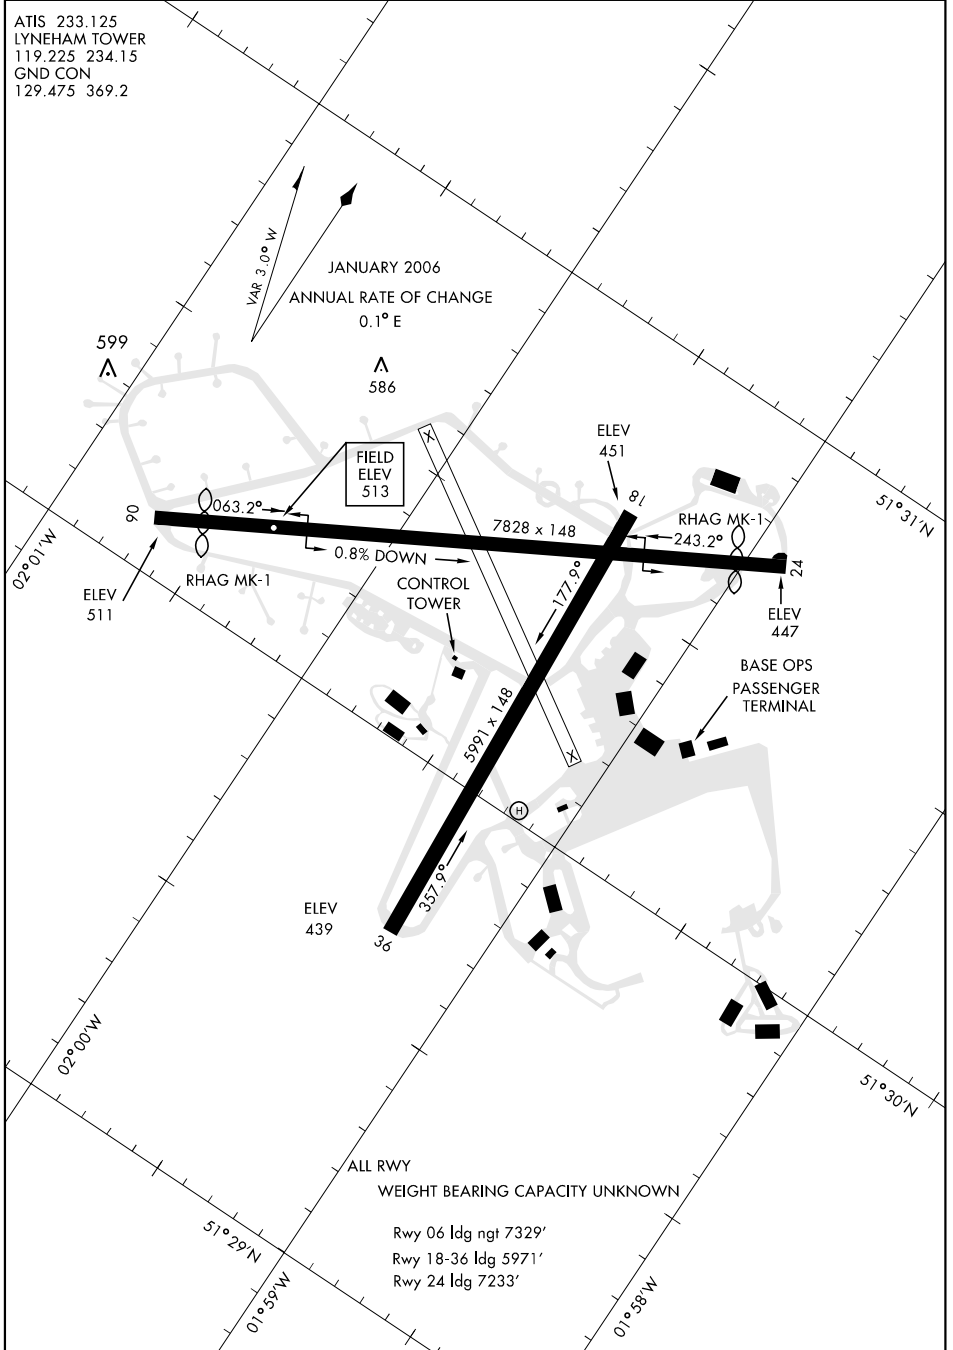 ATIS 233.125
LYNEHAM TOWER
119.225 234.15
GND CON
129.475 369.2
VAR 3.0° W
JANUARY 2006
ANNUAL RATE OF CHANGE
0.1° E
599
586
ELEV
451
FIELD
ELEV
513
X
18
51°31'N
06
063.2°
7828 x 148
RHAG MK-1
243.2°
02°01'W
0.8% DOWN
RHAG MK-1
24
ELEV
511
CONTROL
TOWER
177.9°
ELEV
447
BASE OPS
PASSENGER
TERMINAL
5991 x 148
X
H
357.9°
ELEV
439
36
02°00'W
51°30'N
ALL RWY
WEIGHT BEARING CAPACITY UNKNOWN
Rwy 06 ldg ngt 7329'
Rwy 18-36 ldg 5971'
Rwy 24 ldg 7233'
51°29'N
01°59'W
01°58'W